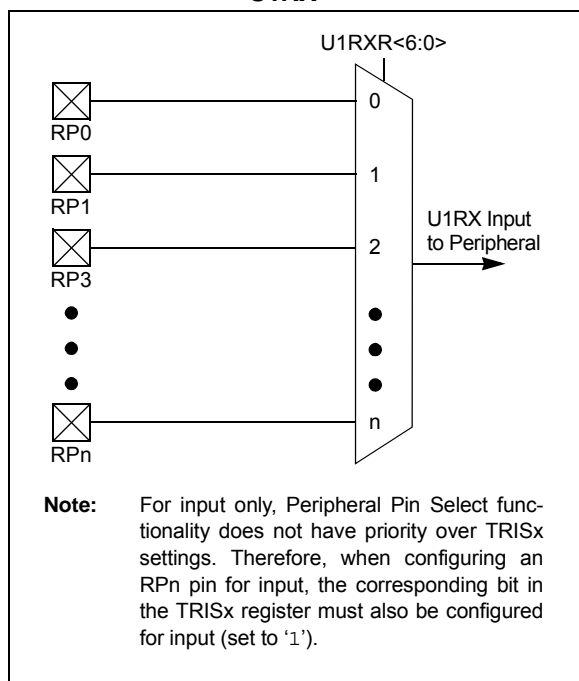 U1RX
U1RXR<6:0>
RP0
0
RP1
1
RP3
2
U1RX Input
to Peripheral
RPn
n
Note: For input only, Peripheral Pin Select func-
tionality does not have priority over TRISx
settings. Therefore, when configuring an
RPn pin for input, the corresponding bit in
the TRISx register must also be configured
for input (set to ‘1’).